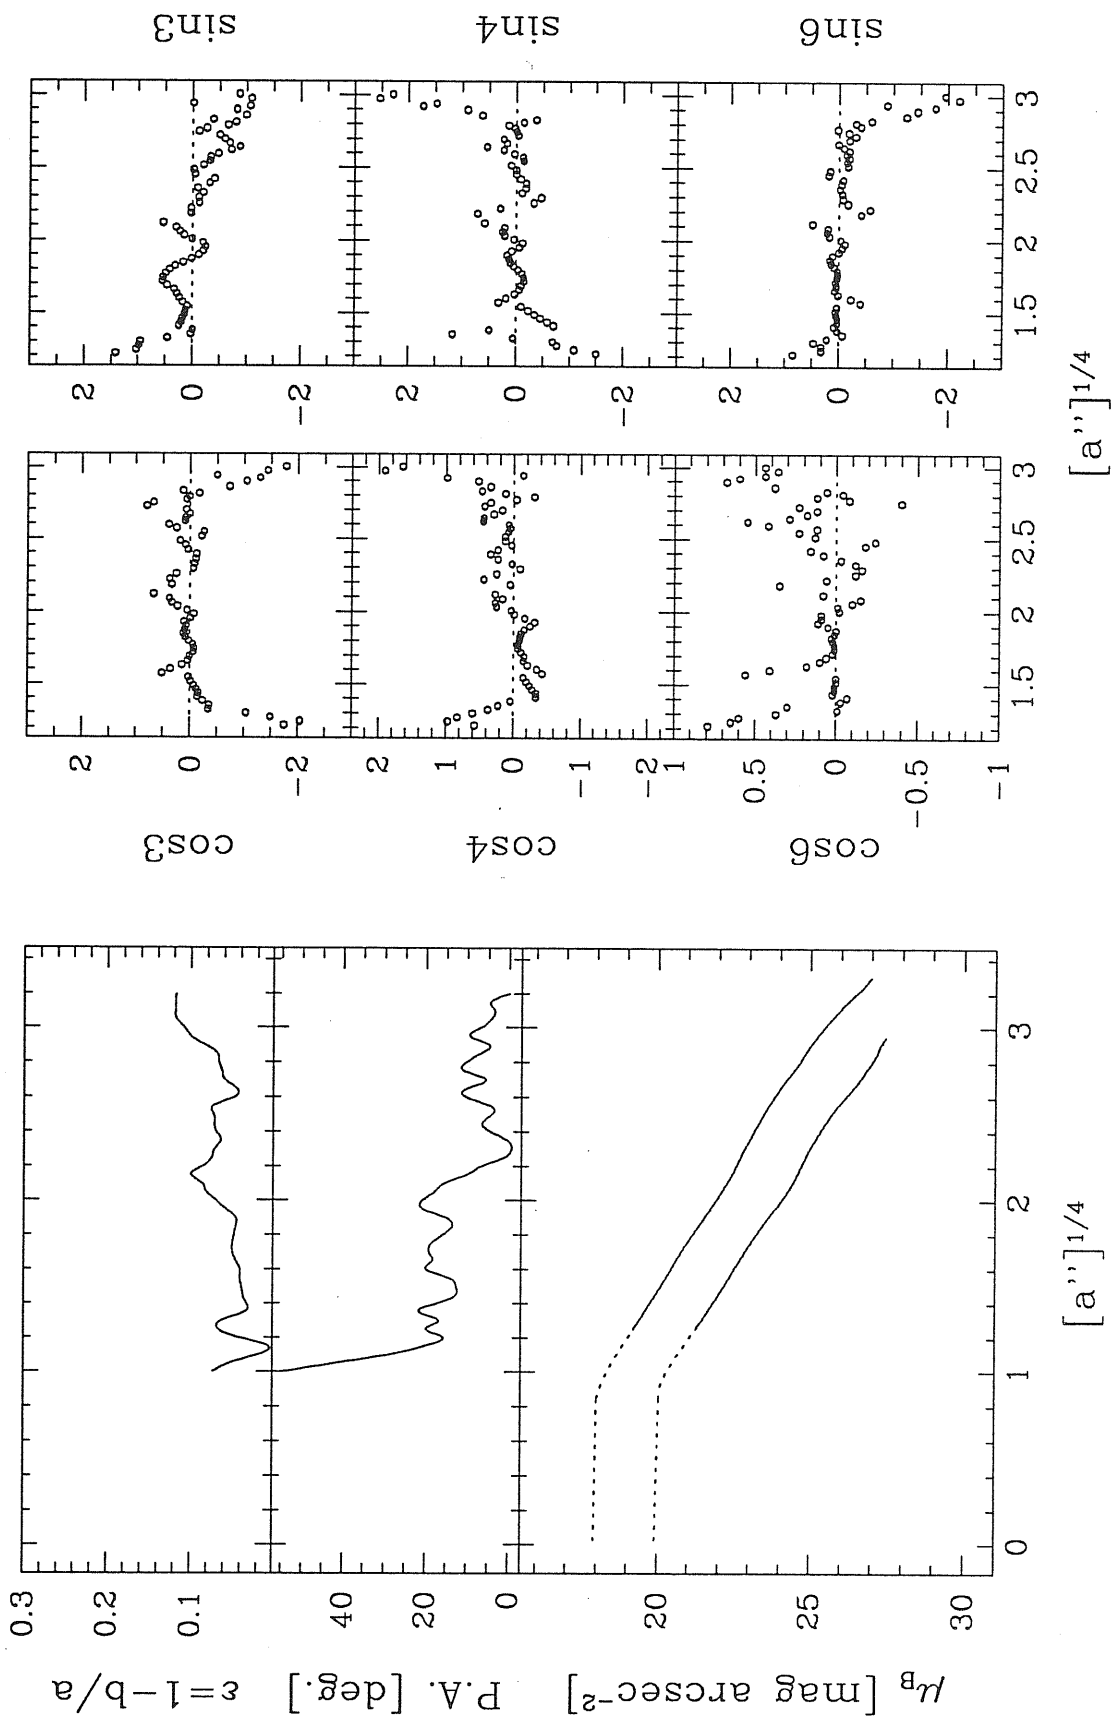 ε=1−b/a
0.3
0.2
0.1
P.A. [deg.]
40
20
0
μB [mag arcsec−2]
20
25
30
0 1 2 3
[a'']1/4
cos3
2
0
−2
cos4
2
1
0
−1
−2
cos6
1
0.5
0
−0.5
−1
1.5 2 2.5 3
sin3
2
0
−2
sin4
2
0
−2
sin6
2
0
−2
1.5 2 2.5 3
[a'']1/4